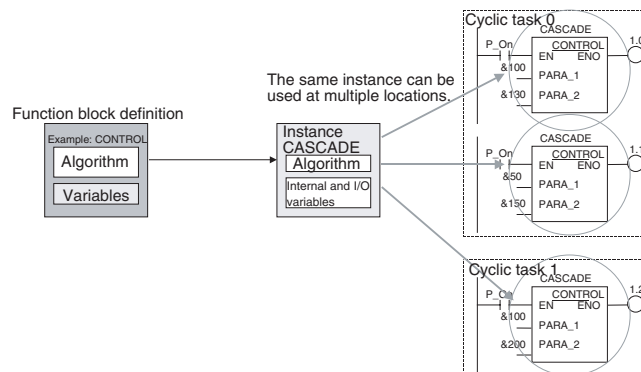 Function block definition
Example: CONTROL
Algorithm
Variables
The same instance can be
used at multiple locations.
Instance
CASCADE
Algorithm
Internal and I/O
variables
Cyclic task 0
CASCADE
P_On
CONTROL
1.0
EN ENO
&100
PARA_1
&130
PARA_2
CASCADE
P_On
CONTROL
1.1
EN ENO
&50
PARA_1
&150
PARA_2
Cyclic task 1
CASCADE
P_On
CONTROL
1.2
EN ENO
&100
PARA_1
&200
PARA_2